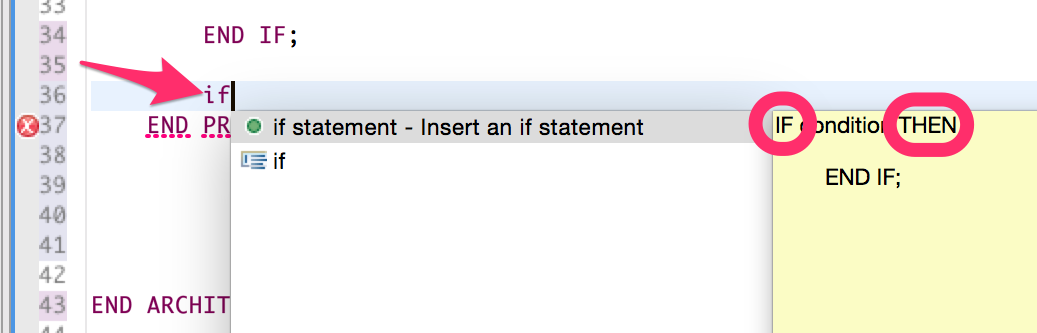 33
34 END IF;
35
36 if
37 END PR
if statement - Insert an if statement
if
IF condition THEN
END IF;
38
39
40
41
42
43 END ARCHIT
44